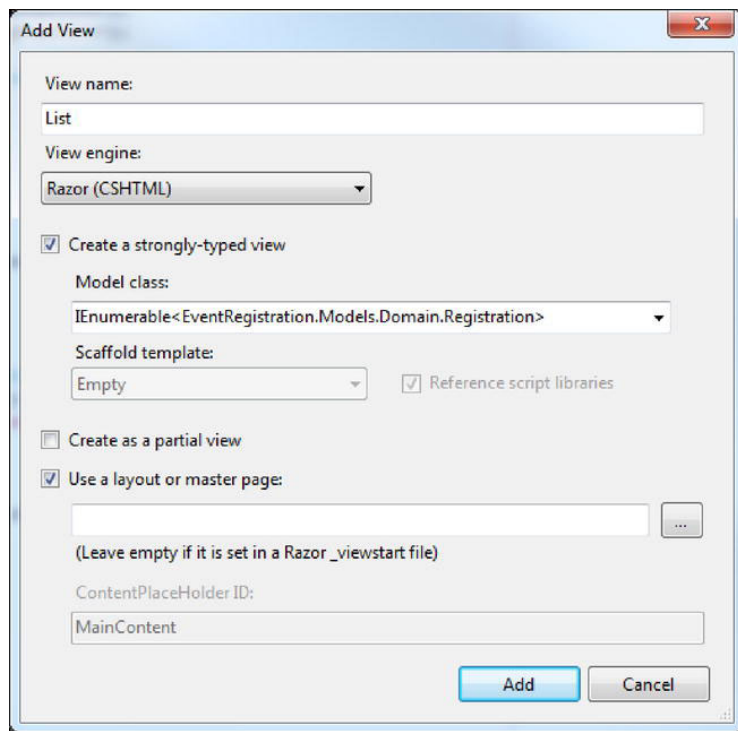 Add View
View name:
List
View engine:
Razor (CSHTML)
Create a strongly-typed view
Model class:
IEnumerable<EventRegistration.Models.Domain.Registration>
Scaffold template:
Empty
Reference script libraries
Create as a partial view
Use a layout or master page:
...
(Leave empty if it is set in a Razor _viewstart file)
ContentPlaceHolder ID:
MainContent
Add Cancel